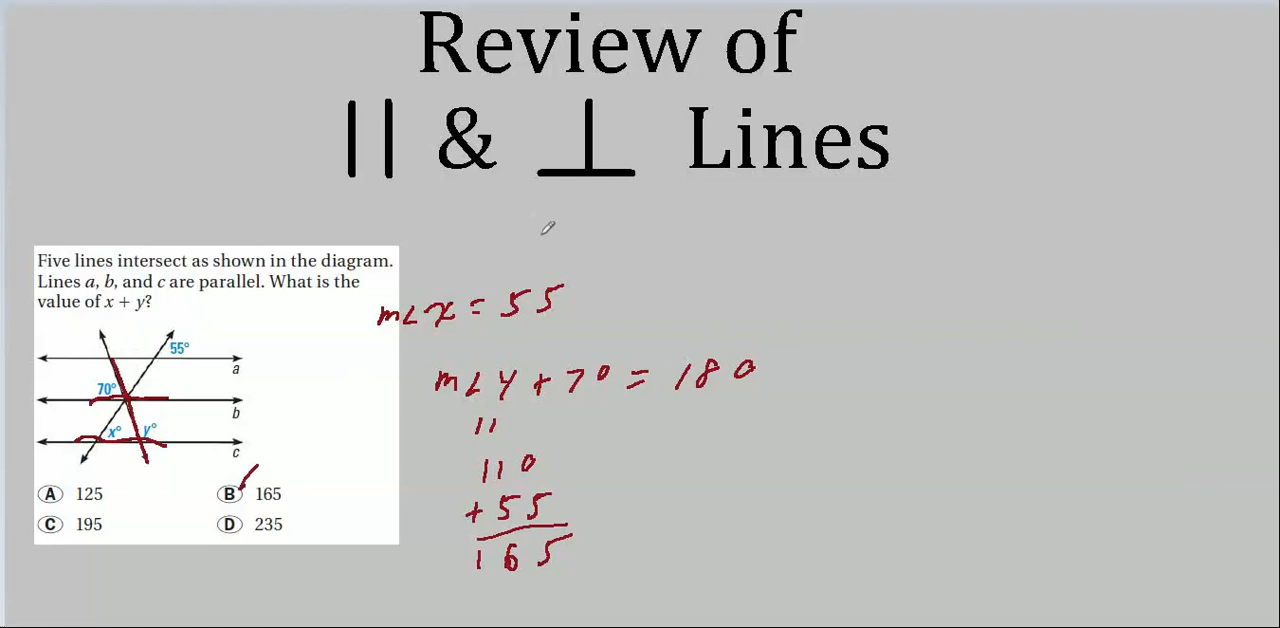 Review of
|| & ⊥ Lines
Five lines intersect as shown in the diagram.
Lines a, b, and c are parallel. What is the
value of x + y?
55°
a
70°
b
x° y°
c
A 125
B 165
C 195
D 235
m∠x = 55
m∠y + 70 = 180
11
110
+55
165